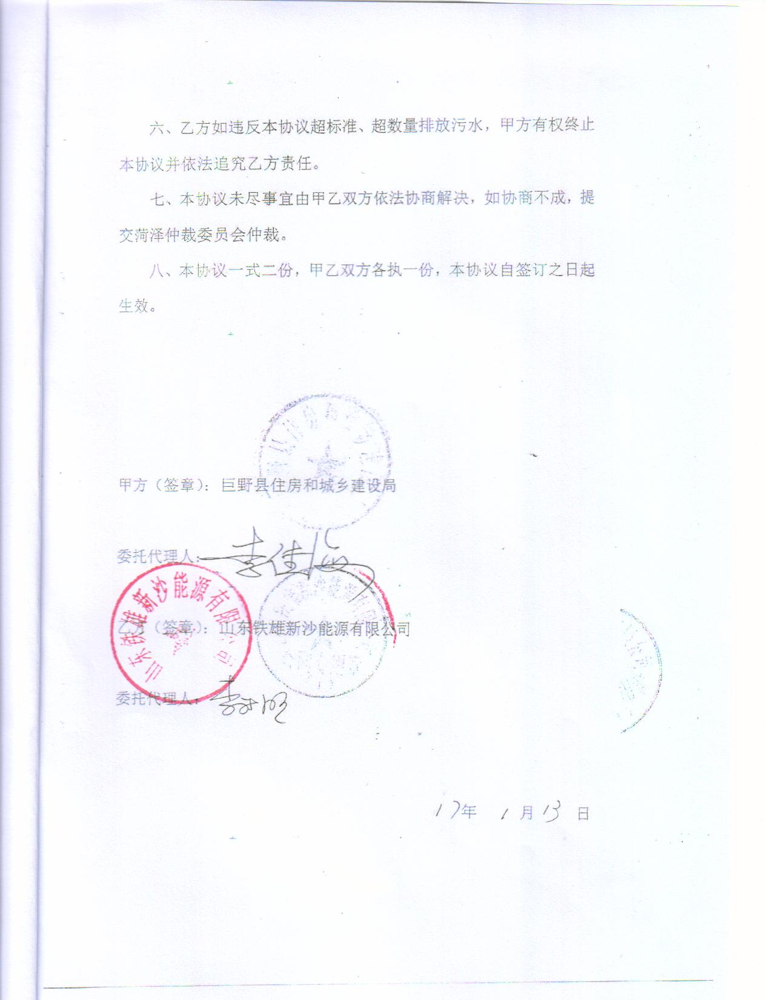 六、乙方如违反本协议超标准、超数量排放污水，甲方有权终止
本协议并依法追究乙方责任。
七、本协议未尽事宜由甲乙双方依法协商解决，如协商不成，提
交菏泽仲裁委员会仲裁。
八、本协议一式二份，甲乙双方各执一份，本协议自签订之日起
生效。
甲方（签章）：巨野县住房和城乡建设局
委托代理人：李佳海
乙方（签章）：山东铁雄新沙能源有限公司
山东铁雄新沙能源有限公司
委托代理人：
17年 1月13日